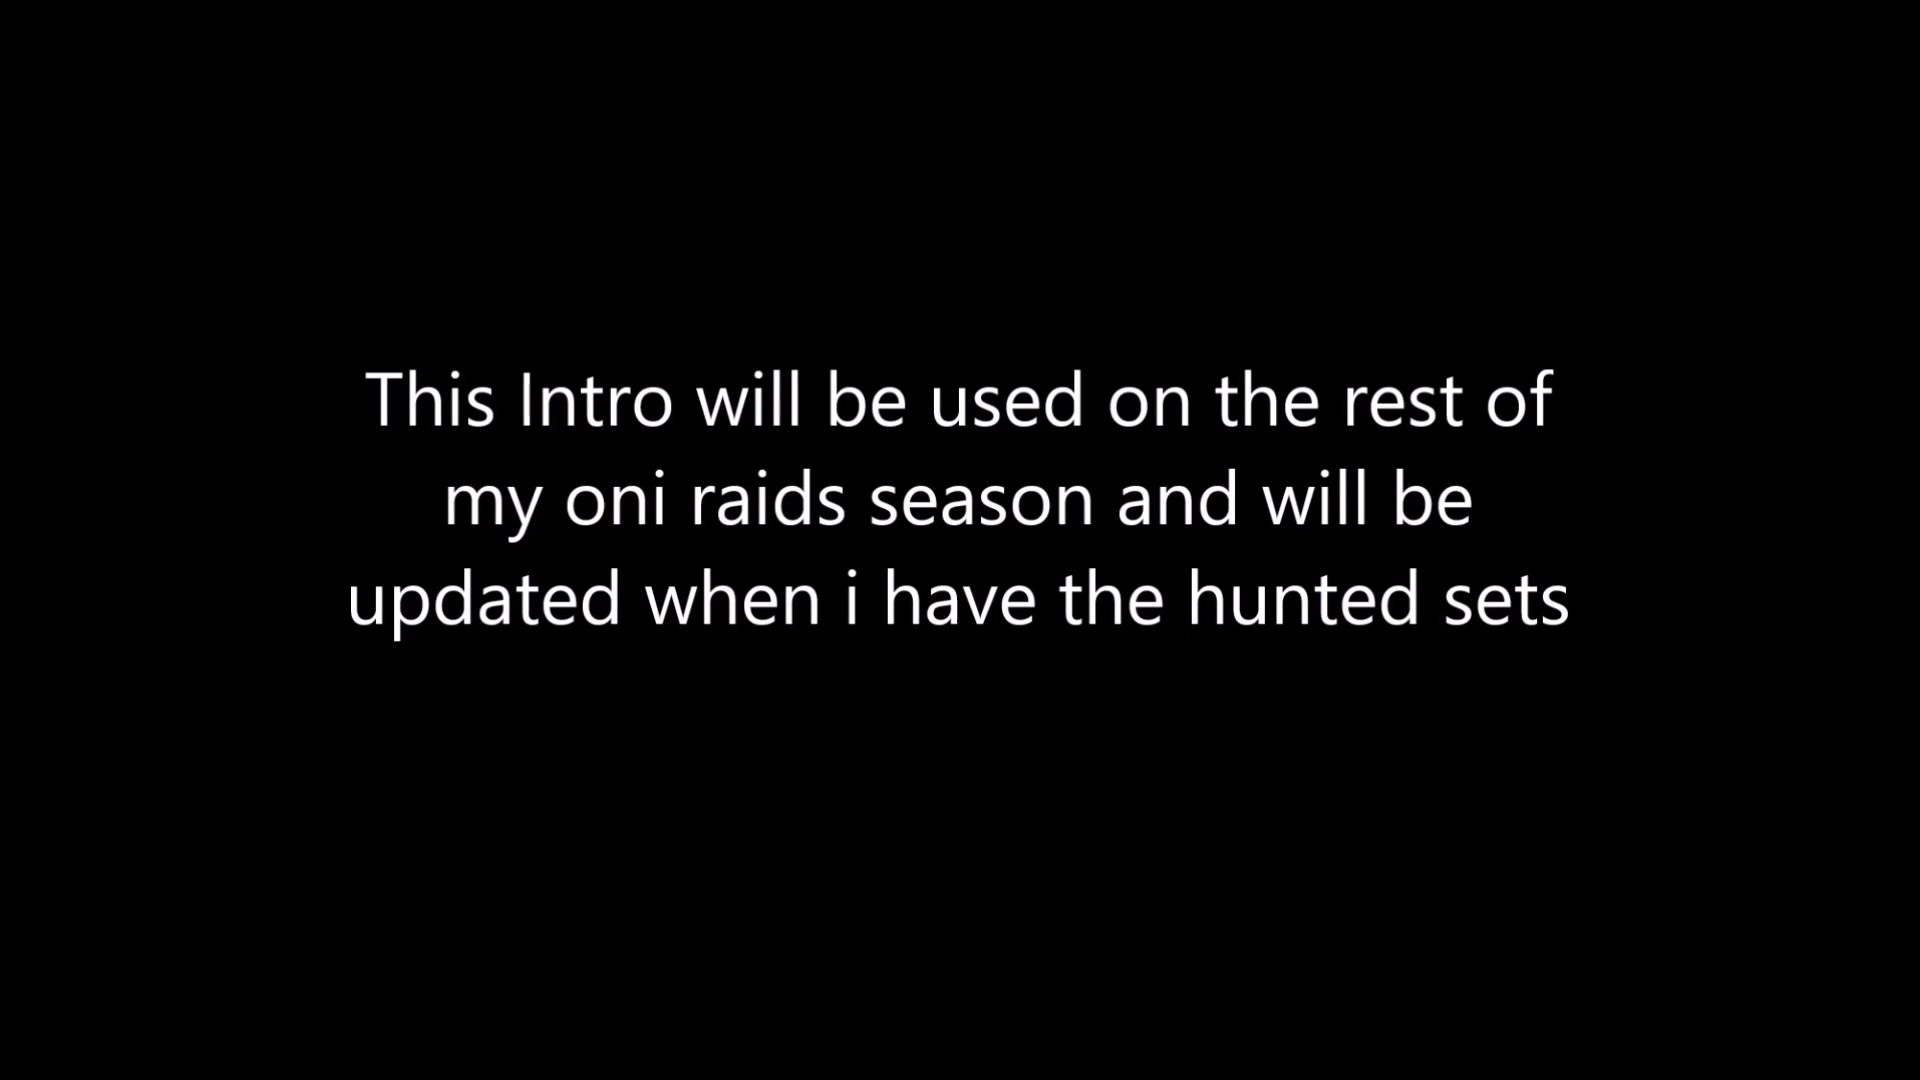 This Intro will be used on the rest of
my oni raids season and will be
updated when i have the hunted sets